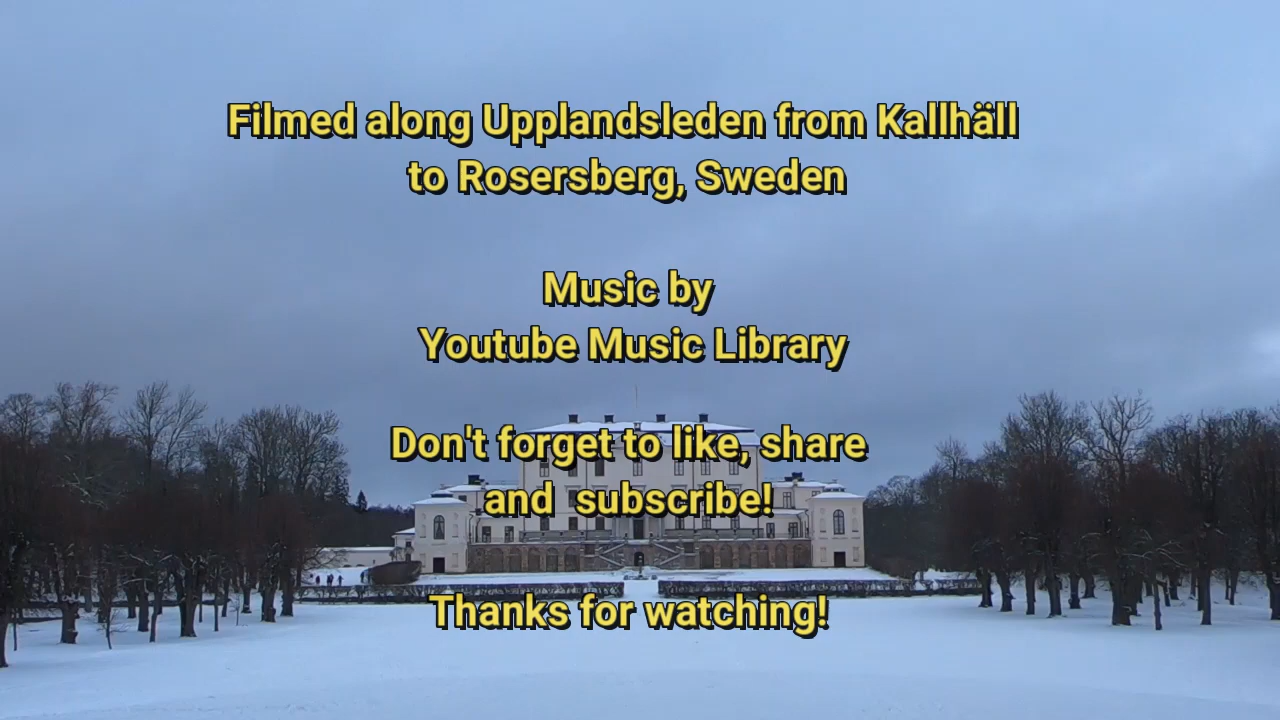 Filmed along Upplandsleden from Kallhäll
to Rosersberg, Sweden
Music by
Youtube Music Library
Don't forget to like, share
and  subscribe!
Thanks for watching!